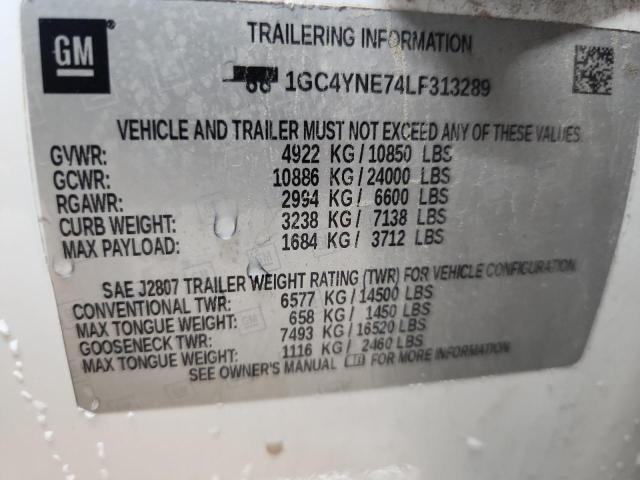 GM
TRAILERING INFORMATION
1GC4YNE74LF313289
VEHICLE AND TRAILER MUST NOT EXCEED ANY OF THESE VALUES
GVWR: 4922 KG / 10850 LBS
GCWR: 10886 KG / 24000 LBS
RGAWR: 2994 KG / 6600 LBS
CURB WEIGHT: 3238 KG / 7138 LBS
MAX PAYLOAD: 1684 KG / 3712 LBS
SAE J2807 TRAILER WEIGHT RATING (TWR) FOR VEHICLE CONFIGURATION
CONVENTIONAL TWR: 6577 KG / 14500 LBS
MAX TONGUE WEIGHT: 658 KG / 1450 LBS
GOOSENECK TWR: 7493 KG / 16520 LBS
MAX TONGUE WEIGHT: 1116 KG / 2460 LBS
SEE OWNER'S MANUAL FOR MORE INFORMATION